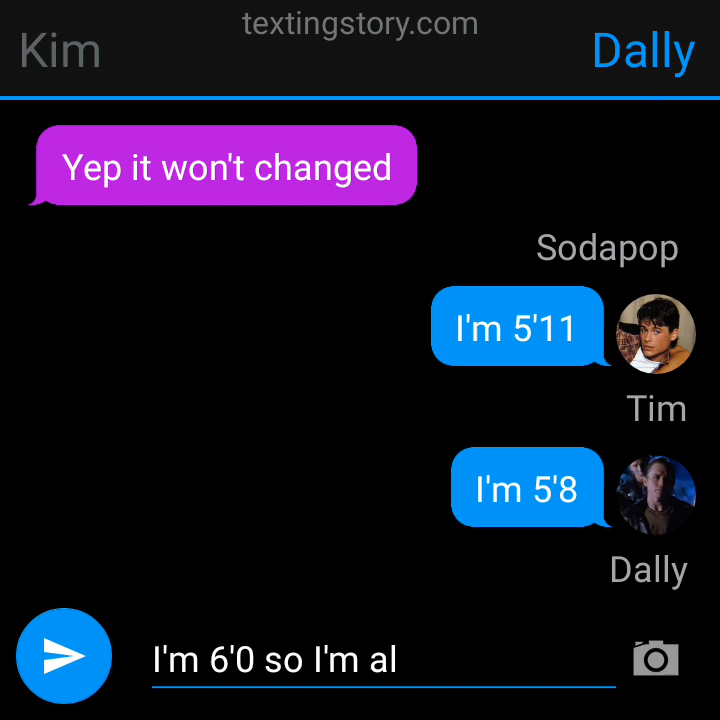 textingstory.com
Kim
Dally
Yep it won't changed
Sodapop
I'm 5'11
Tim
I'm 5'8
Dally
I'm 6'0 so I'm al